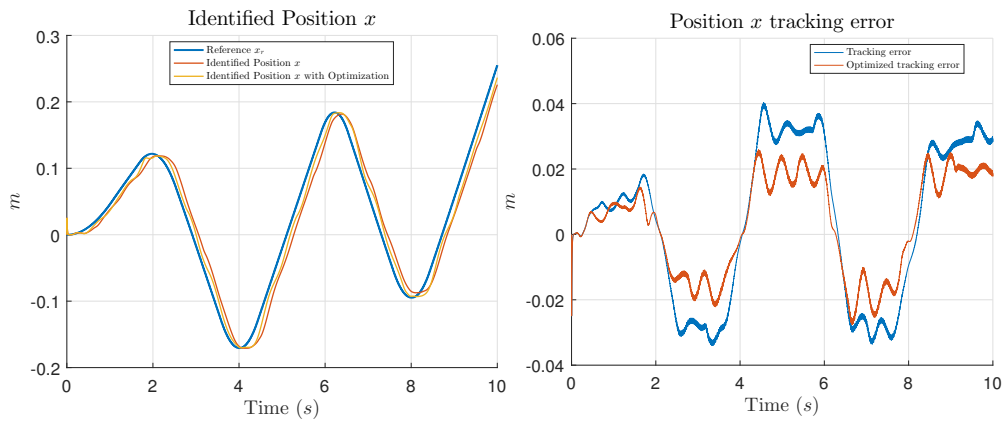 Identified Position x
0.3
0.2
0.1
0
-0.1
-0.2
m
Reference xᵣ
Identified Position x
Identified Position x with Optimization
0 2 4 6 8 10
Time (s)
Position x tracking error
0.06
0.04
0.02
0
-0.02
-0.04
m
Tracking error
Optimized tracking error
0 2 4 6 8 10
Time (s)